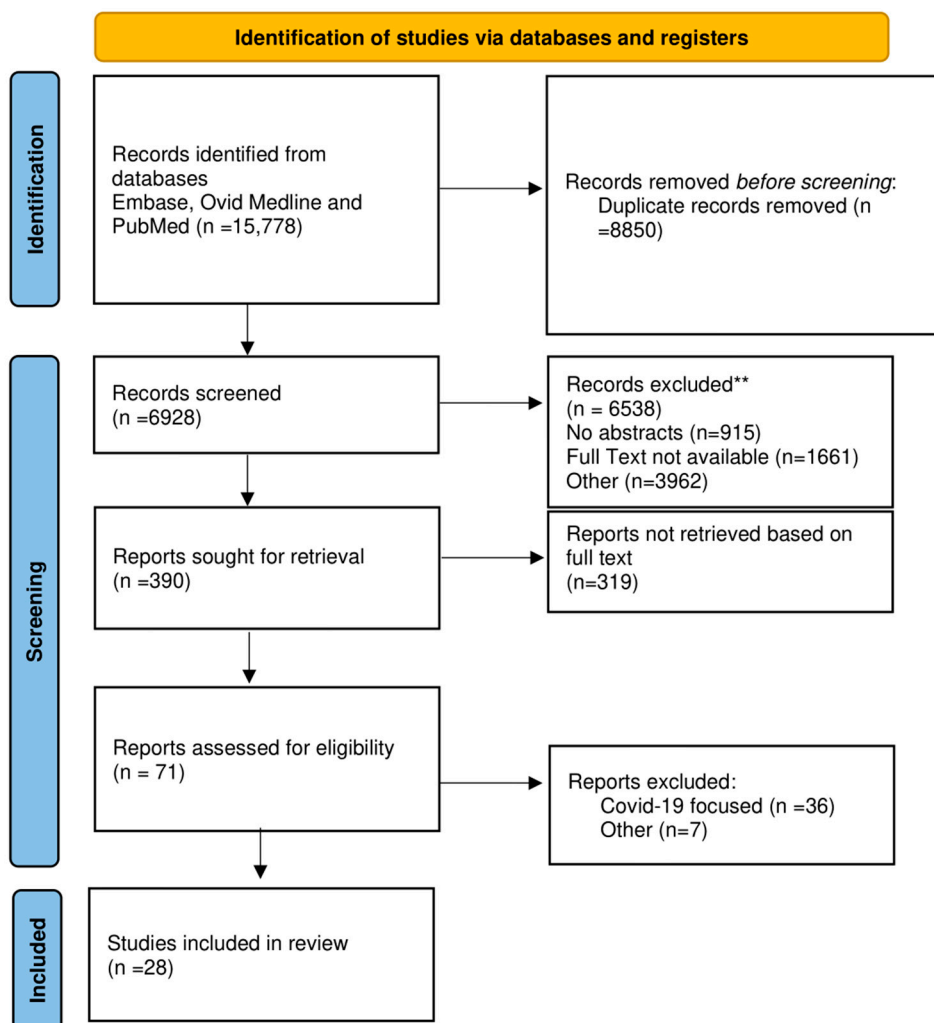 Identification of studies via databases and registers
Identification
Records identified from
databases
Embase, Ovid Medline and
PubMed (n =15,778)
Records removed before screening:
Duplicate records removed (n
=8850)
Screening
Records screened
(n =6928)
Records excluded**
(n = 6538)
No abstracts (n=915)
Full Text not available (n=1661)
Other (n=3962)
Reports sought for retrieval
(n =390)
Reports not retrieved based on
full text
(n=319)
Reports assessed for eligibility
(n = 71)
Reports excluded:
Covid-19 focused (n =36)
Other (n=7)
Included
Studies included in review
(n =28)